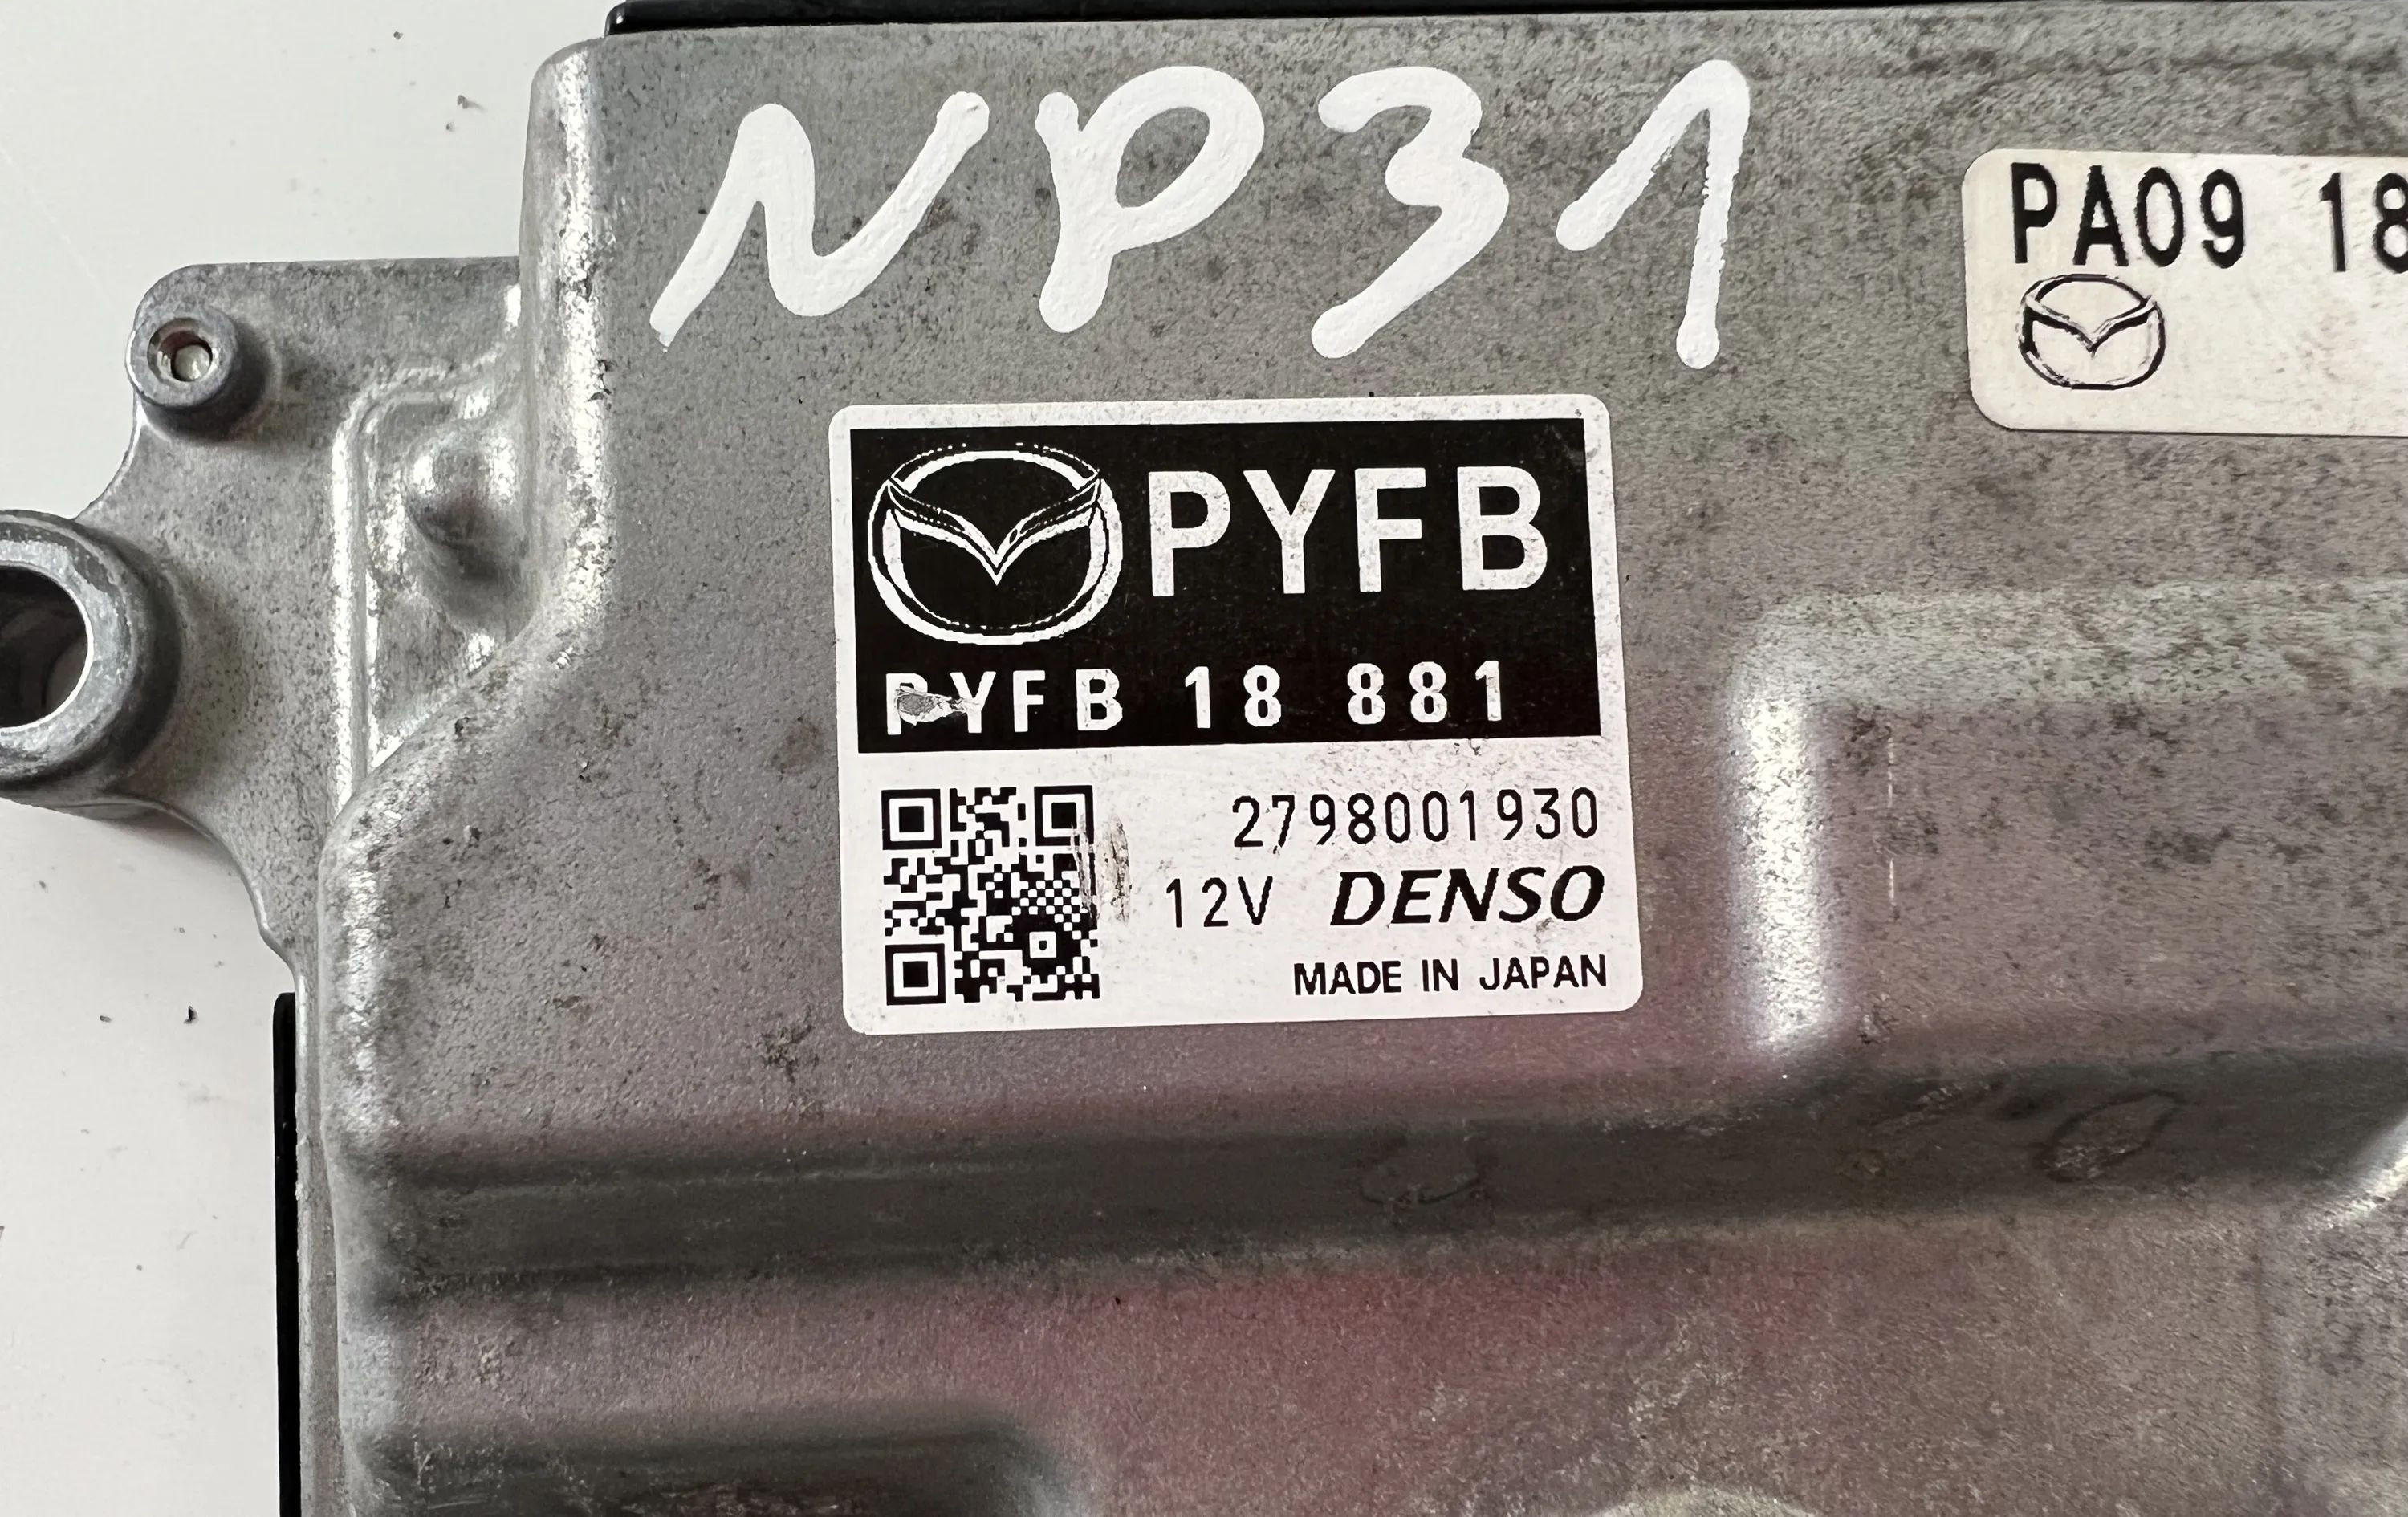 NP31
PA09 18
PYFB
PYFB 18 881
2798001930
12V DENSO
MADE IN JAPAN